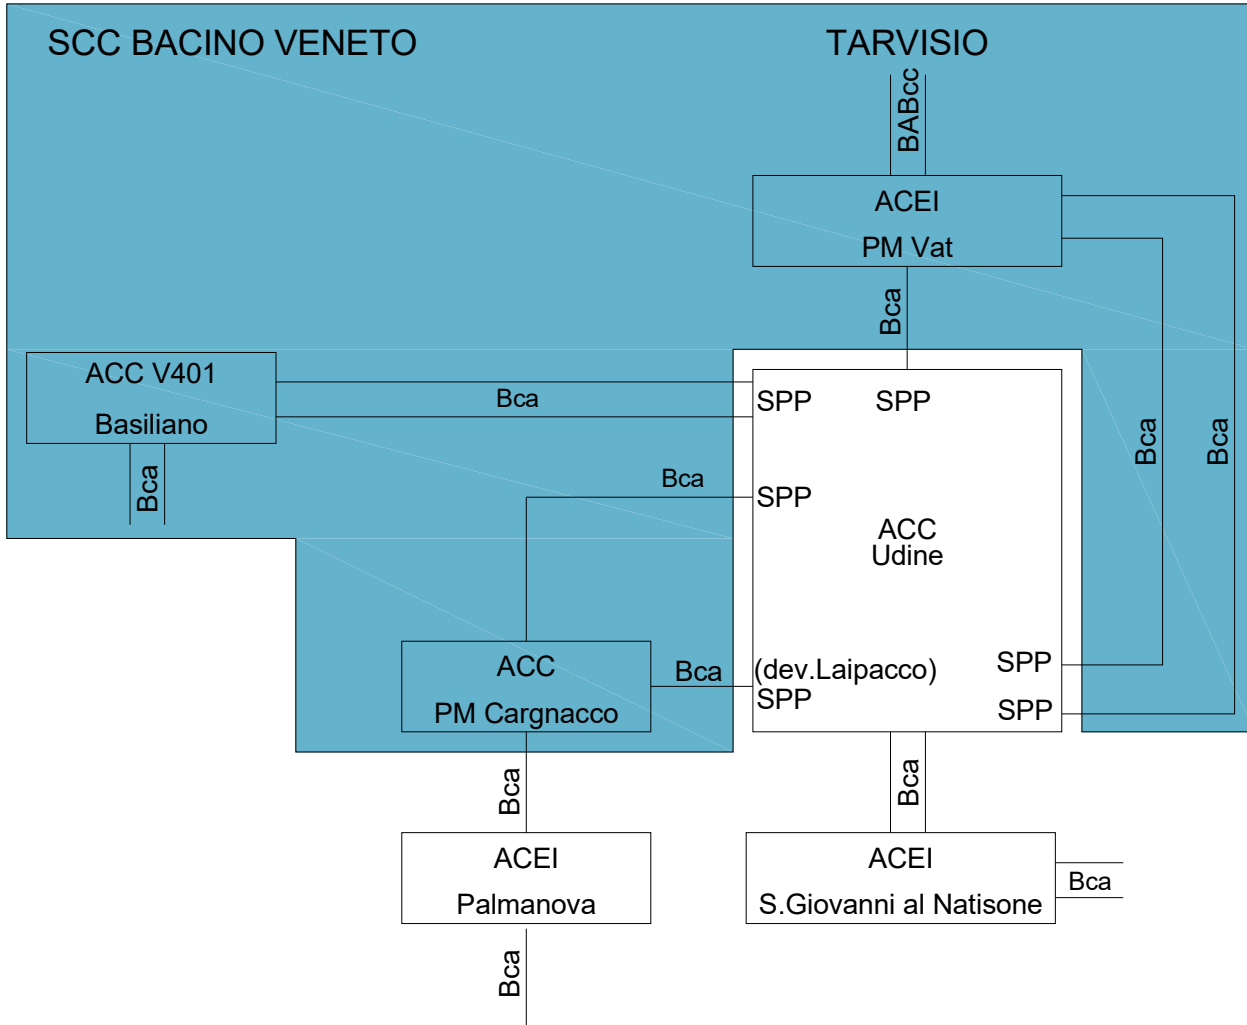 SCC BACINO VENETO
TARVISIO
BABcc
ACEI
PM Vat
Bca
ACC V401
Basiliano
Bca
Bca
SPP
SPP
Bca
Bca
Bca
SPP
ACC
Udine
ACC
PM Cargnacco
Bca
(dev.Laipacco)
SPP
SPP
SPP
Bca
Bca
ACEI
Palmanova
ACEI
S.Giovanni al Natisone
Bca
Bca